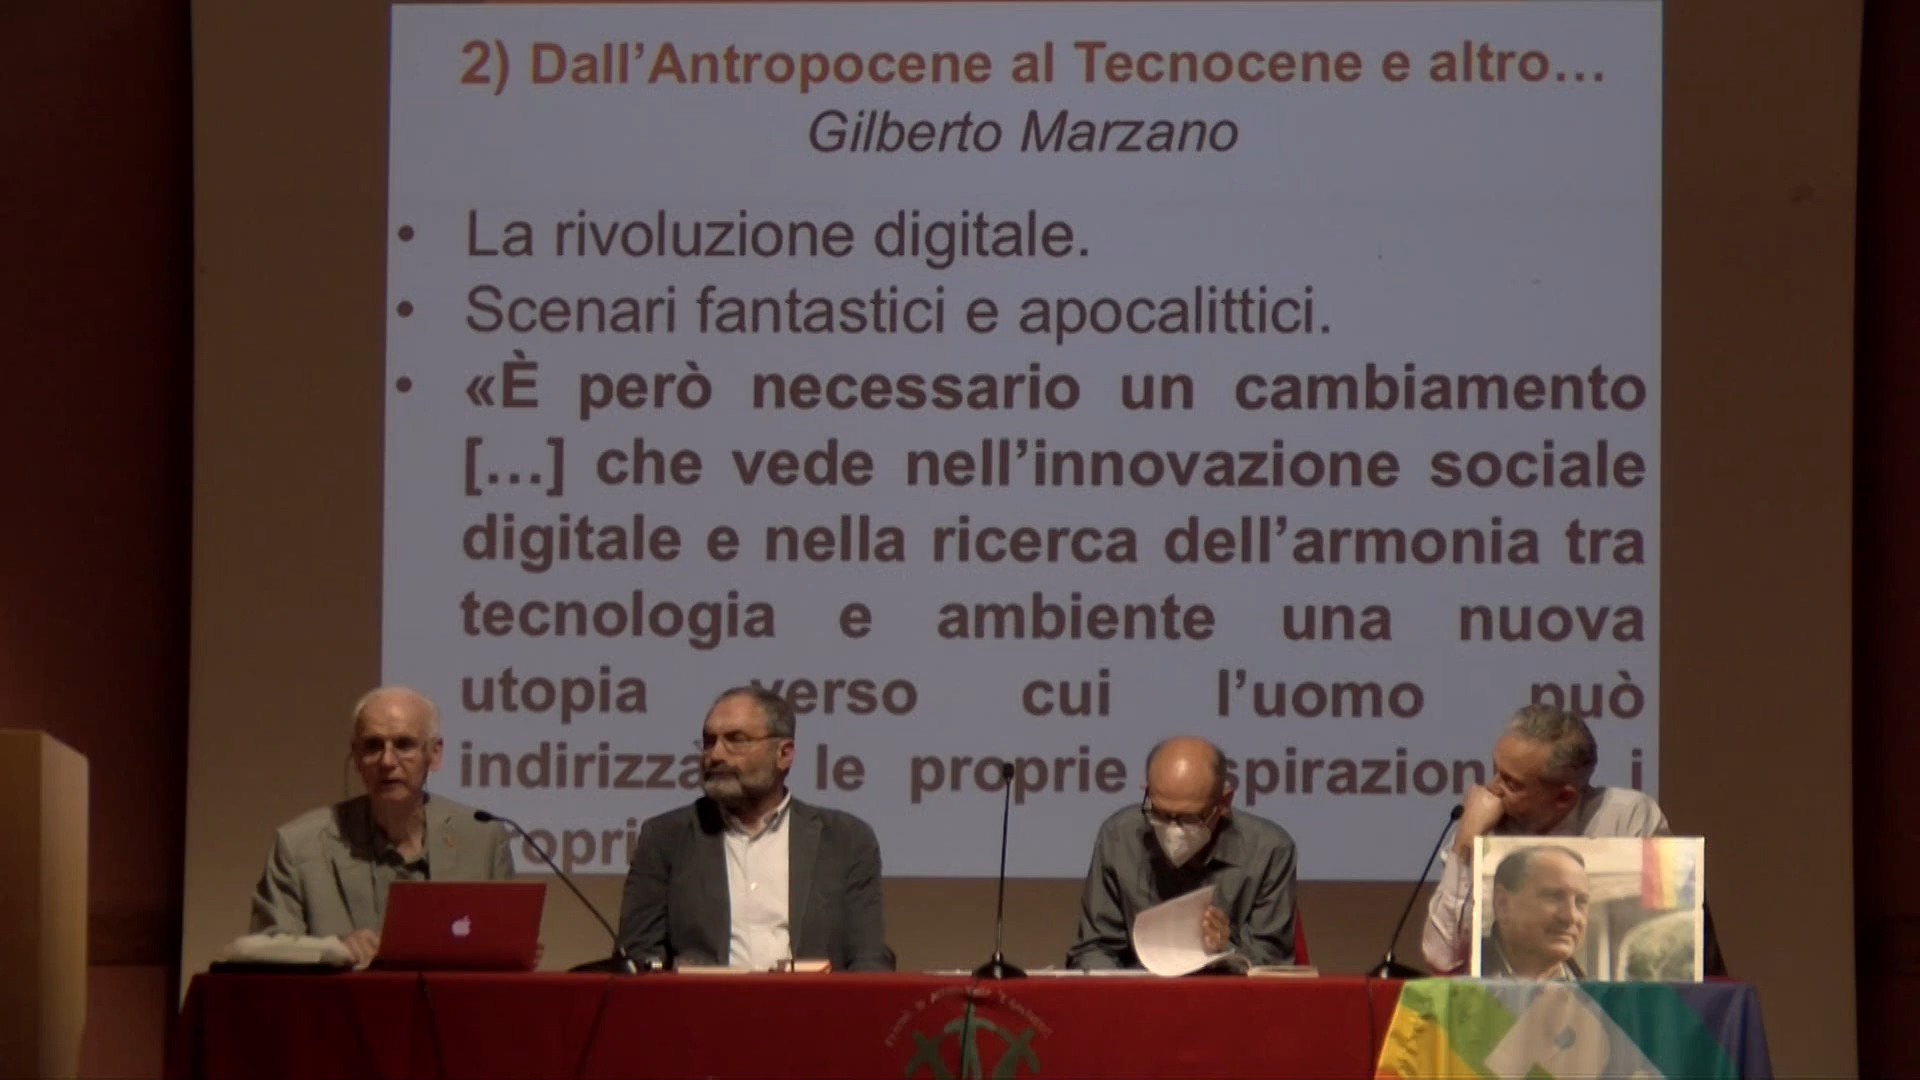 2) Dall’Antropocene al Tecnocene e altro…
Gilberto Marzano
• La rivoluzione digitale.
• Scenari fantastici e apocalittici.
• «È però necessario un cambiamento
[…] che vede nell’innovazione sociale
digitale e nella ricerca dell’armonia tra
tecnologia e ambiente una nuova
utopia verso cui l’uomo può
le proprie i